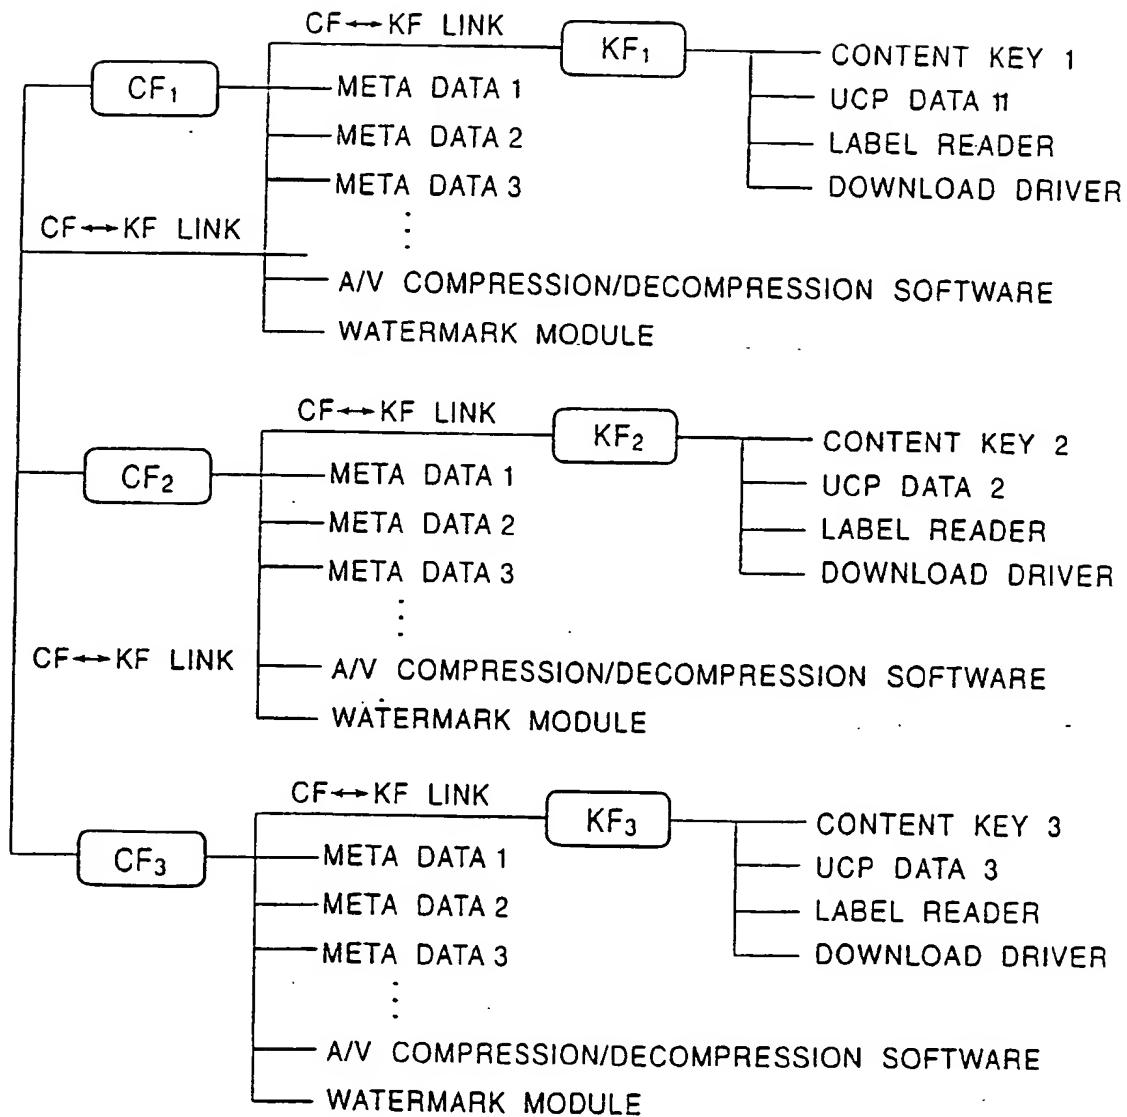 CF↔KF LINK
KF₁
CONTENT KEY 1
CF₁
META DATA 1
UCP DATA 11
META DATA 2
LABEL READER
META DATA 3
DOWNLOAD DRIVER
CF↔KF LINK
A/V COMPRESSION/DECOMPRESSION SOFTWARE
WATERMARK MODULE
CF↔KF LINK
KF₂
CONTENT KEY 2
CF₂
META DATA 1
UCP DATA 2
META DATA 2
LABEL READER
META DATA 3
DOWNLOAD DRIVER
CF↔KF LINK
A/V COMPRESSION/DECOMPRESSION SOFTWARE
WATERMARK MODULE
CF↔KF LINK
KF₃
CONTENT KEY 3
CF₃
META DATA 1
UCP DATA 3
META DATA 2
LABEL READER
META DATA 3
DOWNLOAD DRIVER
A/V COMPRESSION/DECOMPRESSION SOFTWARE
WATERMARK MODULE